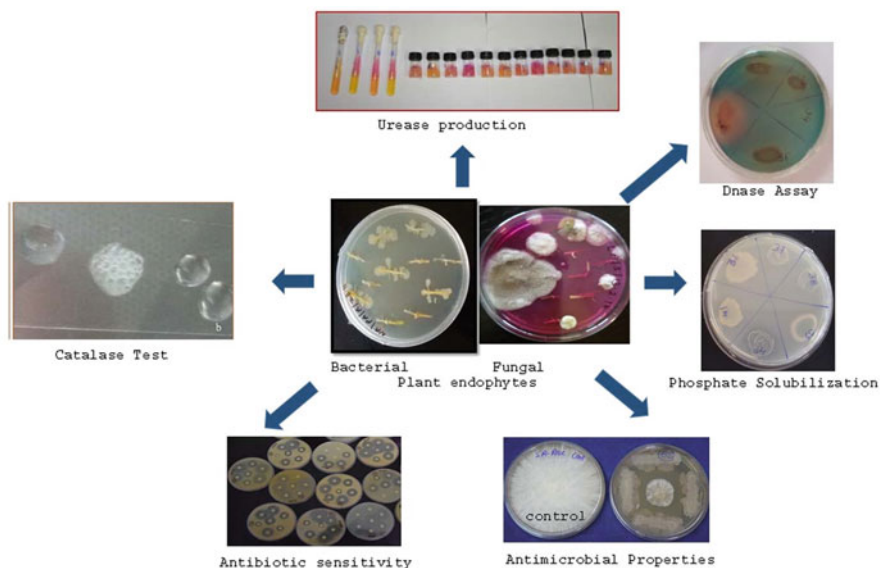 Urease production
Dnase Assay
b
Catalase Test
Bacterial Fungal
Plant endophytes
Phosphate Solubilization
control
Antibiotic sensitivity
Antimicrobial Properties